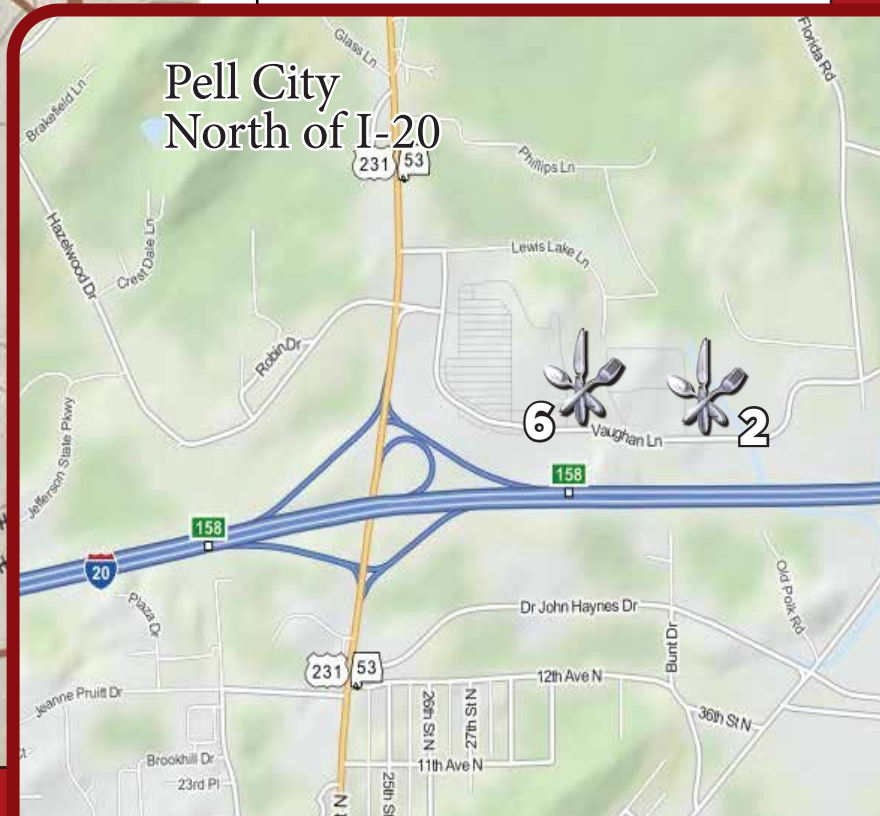 Pell City
North of I-20
Glass Ln
Florida Rd
Brakefield Ln
231
53
Phillips Ln
Hazelwood Dr
Crest Dale Ln
Lewis Lake Ln
Robin Dr
Jefferson State Pkwy
6
2
Vaughan Ln
158
158
20
Plaza Dr
Dr John Haynes Dr
Old Polk Rd
Bunt Dr
231
53
12th Ave N
Jeanne Pruitt Dr
26th St N
27th St N
36th St N
Brookhill Dr
11th Ave N
23rd Pl
25th St
t N
Ct